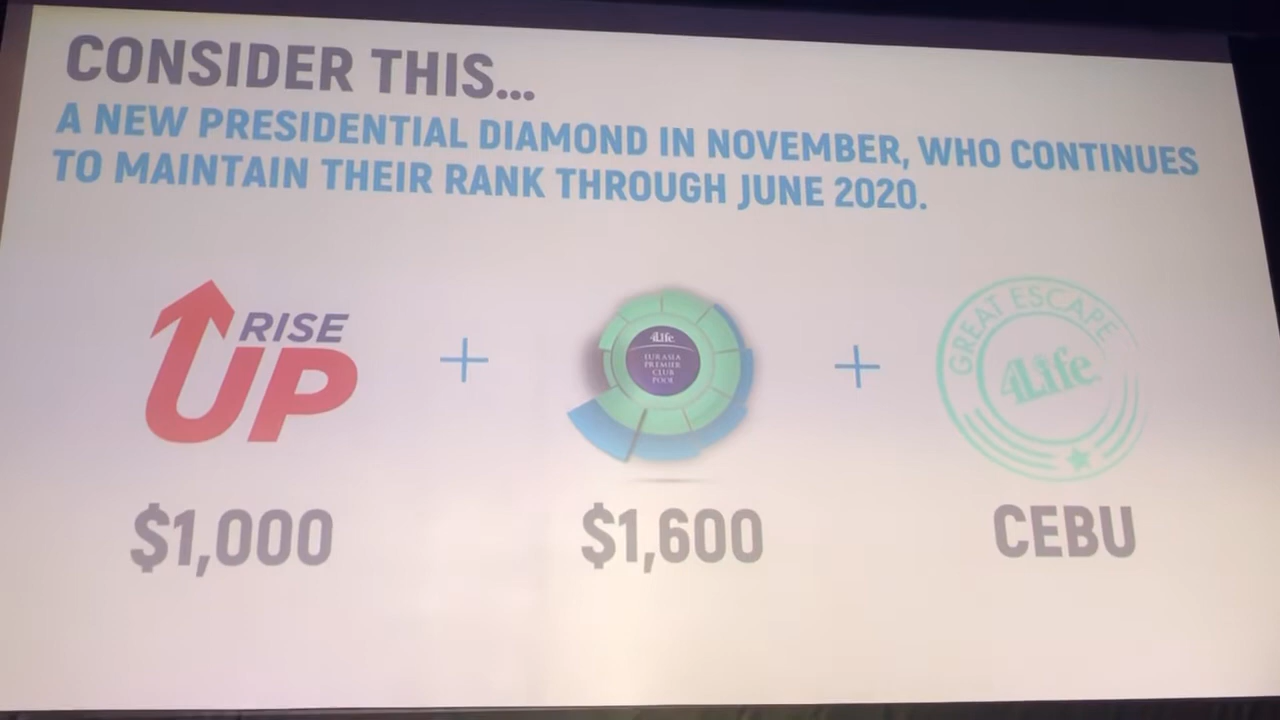 CONSIDER THIS...
A NEW PRESIDENTIAL DIAMOND IN NOVEMBER, WHO CONTINUES
TO MAINTAIN THEIR RANK THROUGH JUNE 2020.
RISE
UP
+
4Life
EURASIA
PREMIER
CLUB
POOL
+
GREAT ESCAPE
4Life
$1,000
$1,600
CEBU